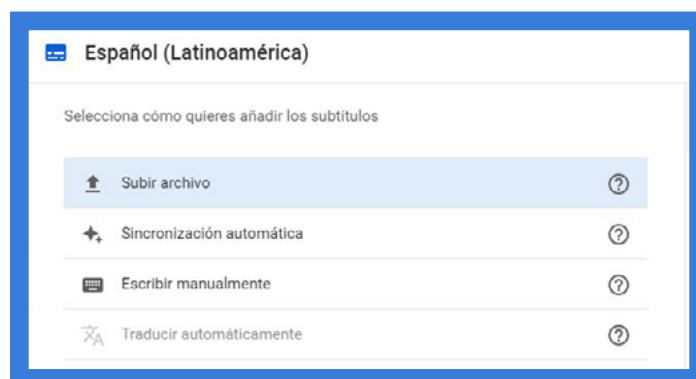 Español (Latinoamérica)
Selecciona cómo quieres añadir los subtítulos
Subir archivo
Sincronización automática
Escribir manualmente
Traducir automáticamente